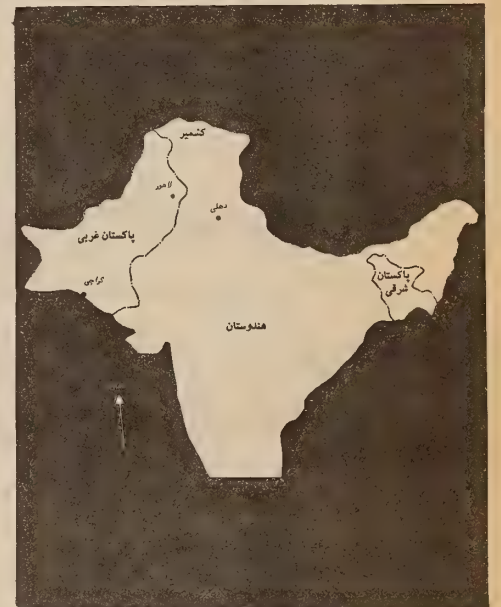 کشمیر
لاهور
دهلی
پاکستان غربی
کراچی
پاکستان
شرقی
هندوستان